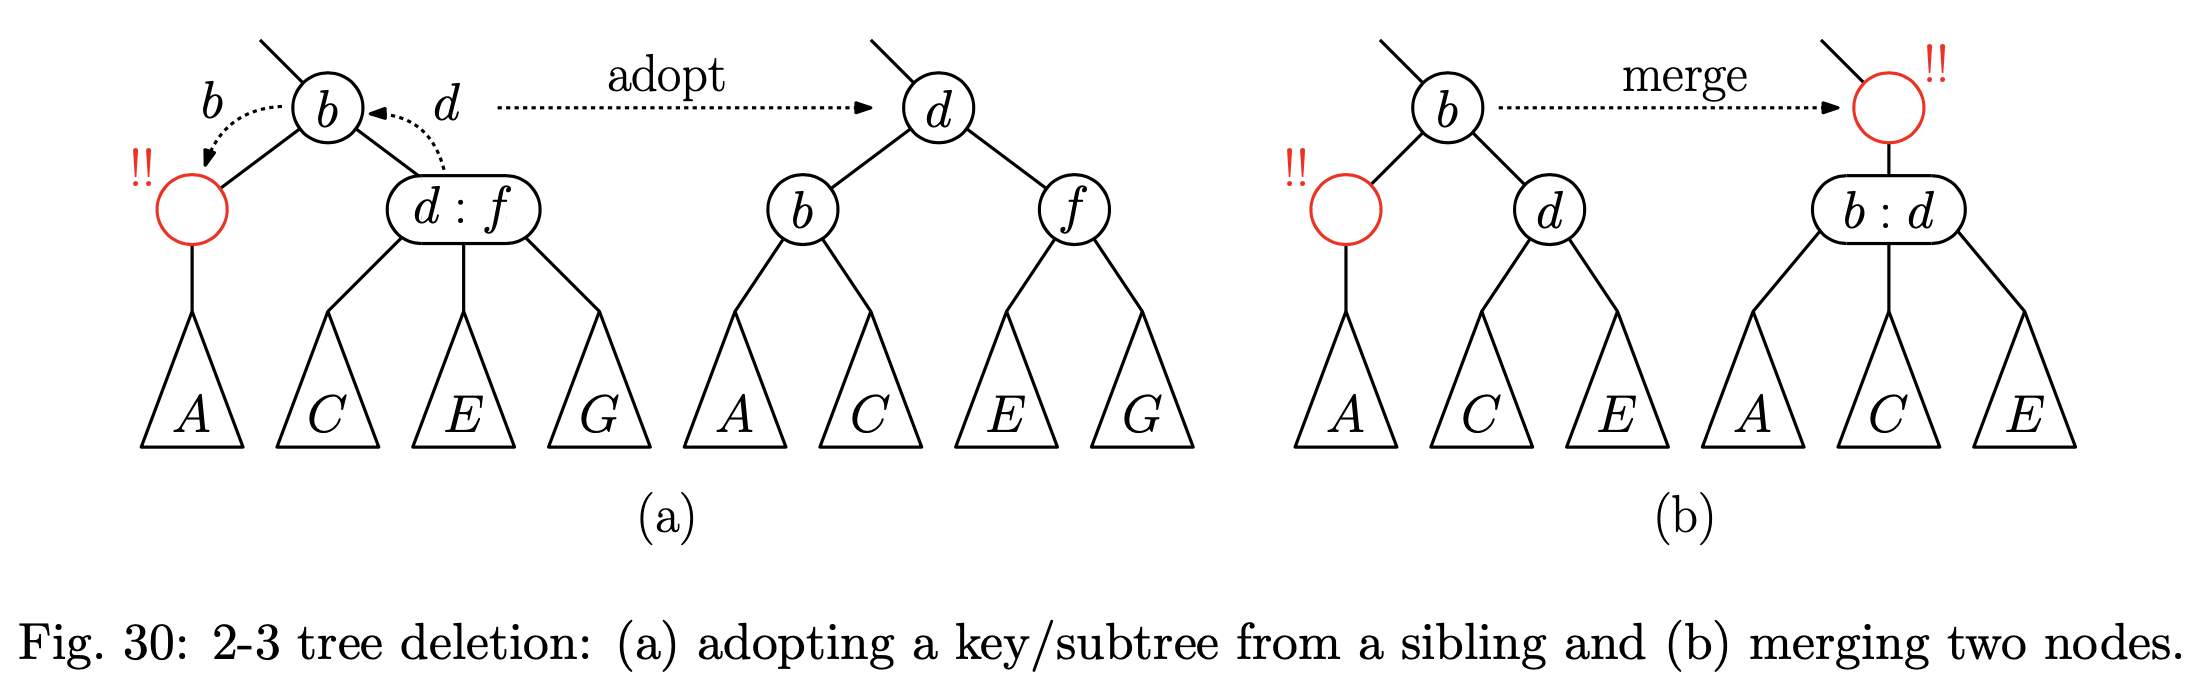 !!
b
b
d
adopt
d
!!
d : f
b
f
A
C
E
G
A
C
E
G
(a)
b
merge
!!
!!
d
b : d
A
C
E
A
C
E
(b)
Fig. 30: 2-3 tree deletion: (a) adopting a key/subtree from a sibling and (b) merging two nodes.